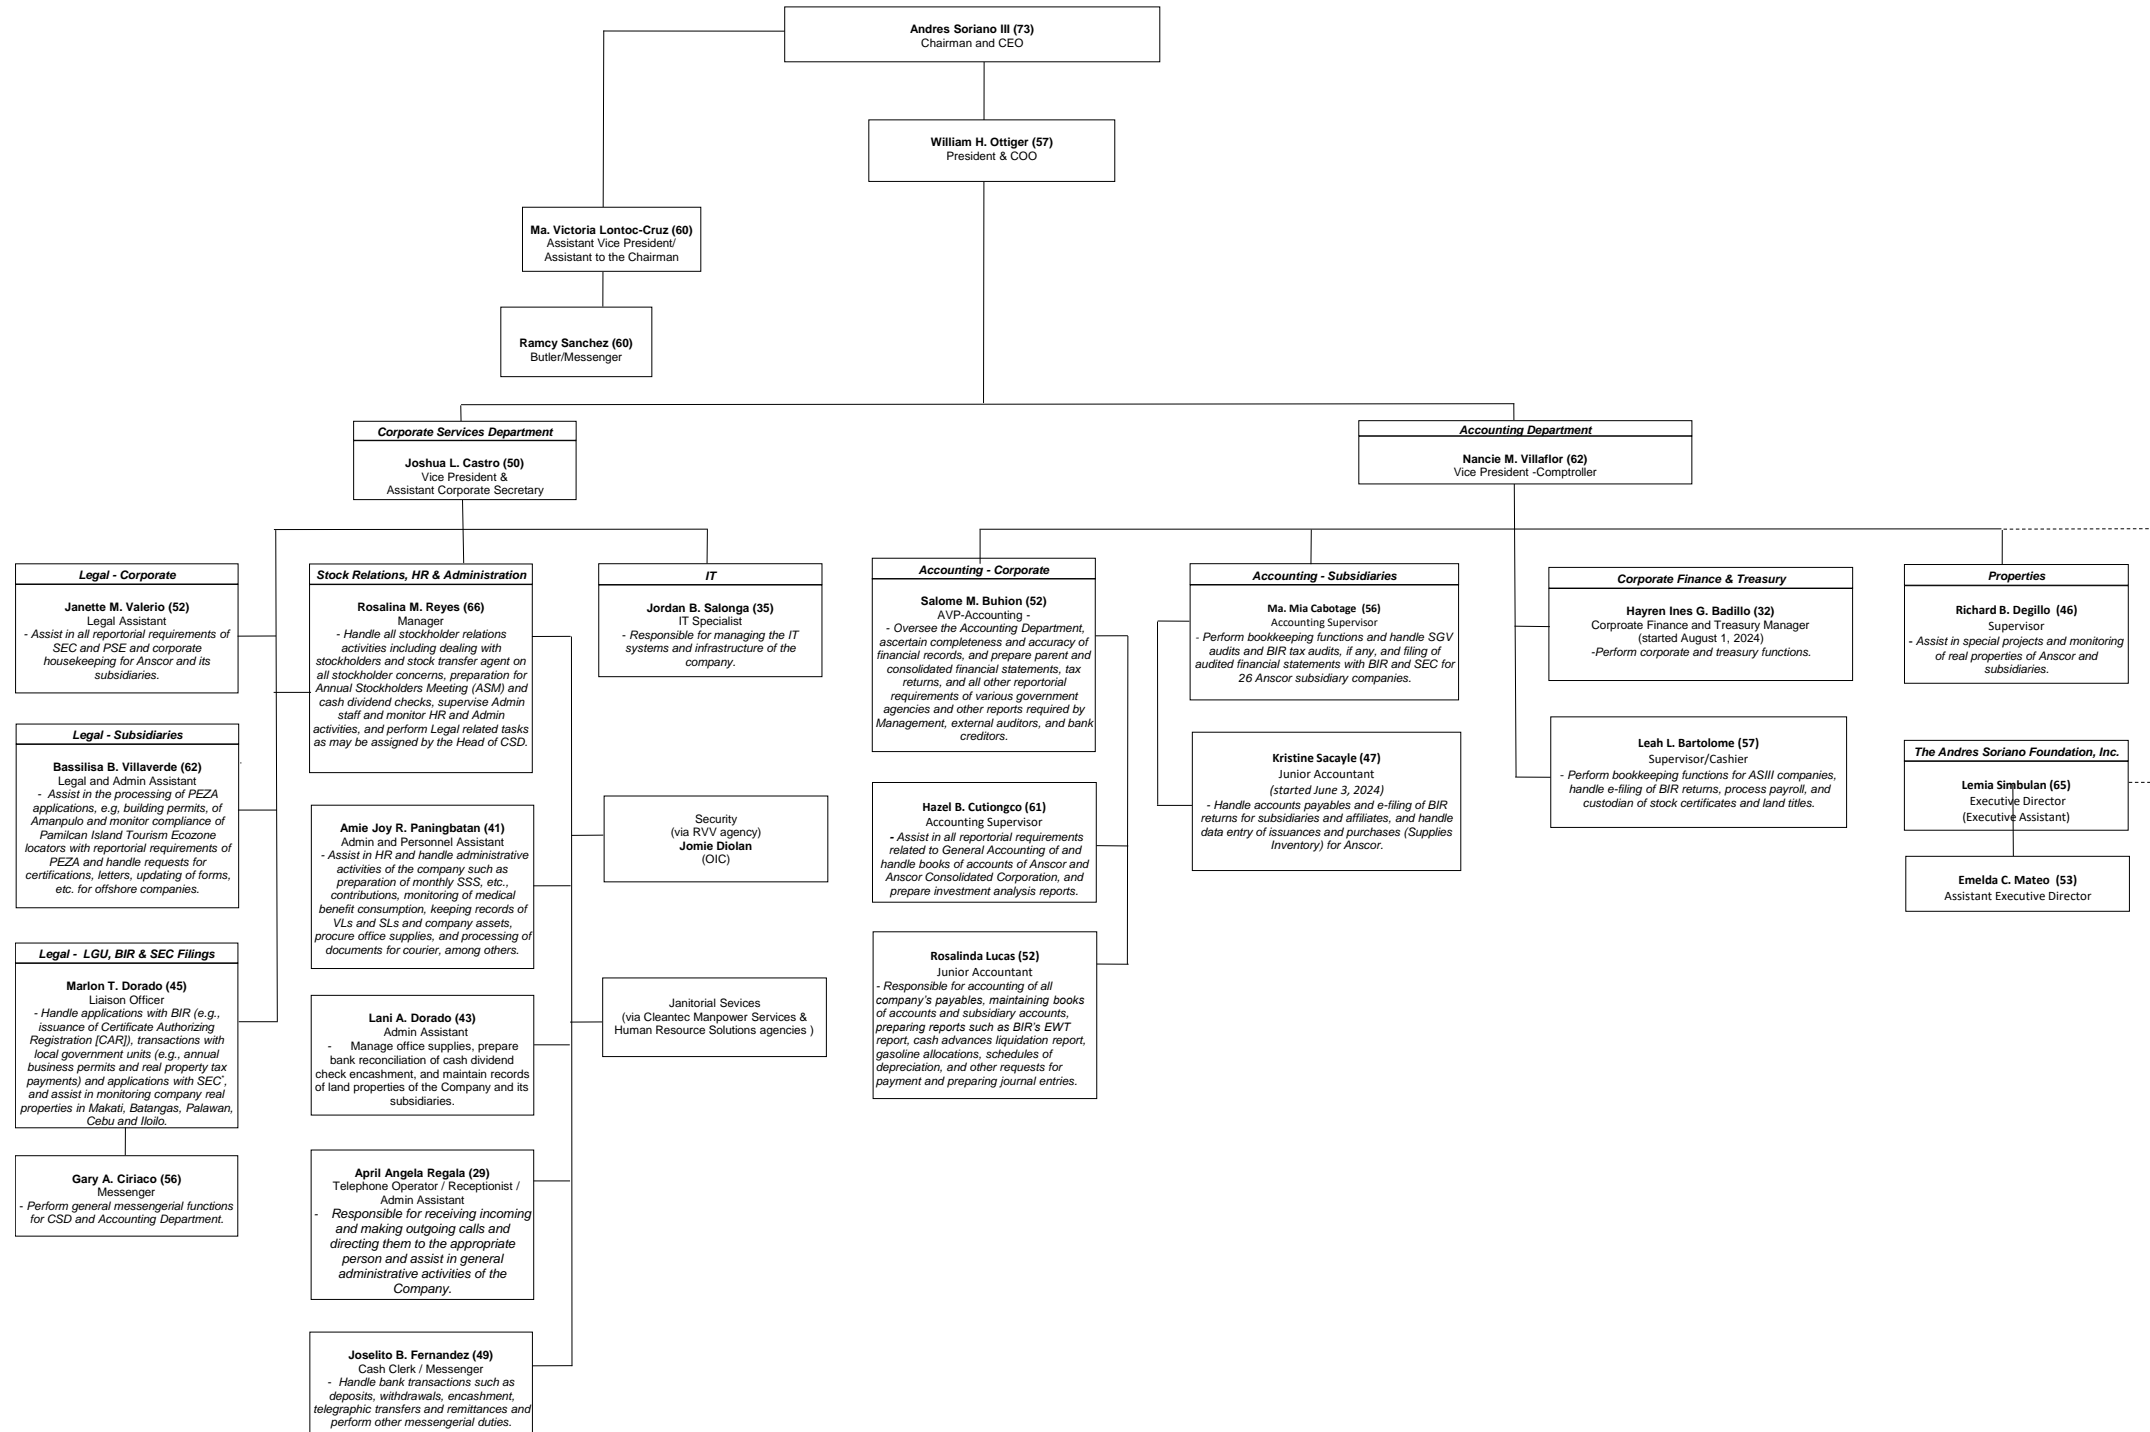 Andres Soriano III (73)
Chairman and CEO
William H. Ottiger (57)
President & COO
Ma. Victoria Lontoc-Cruz (60)
Assistant Vice President/
Assistant to the Chairman
Ramcy Sanchez (60)
Butler/Messenger
Corporate Services Department
Joshua L. Castro (50)
Vice President &
Assistant Corporate Secretary
Accounting Department
Nancie M. Villaflor (62)
Vice President -Comptroller
Legal - Corporate
Janette M. Valerio (52)
Legal Assistant
- Assist in all reportorial requirements of
SEC and PSE and corporate
housekeeping for Anscor and its
subsidiaries.
Legal - Subsidiaries
Bassilisa B. Villaverde (62)
Legal and Admin Assistant
- Assist in the processing of PEZA
applications, e.g, building permits, of
Amanpulo and monitor compliance of
Pamilcan Island Tourism Ecozone
locators with reportorial requirements of
PEZA and handle requests for
certifications, letters, updating of forms,
etc. for offshore companies.
Legal - LGU, BIR & SEC Filings
Marlon T. Dorado (45)
Liaison Officer
- Handle applications with BIR (e.g.,
issuance of Certificate Authorizing
Registration [CAR]), transactions with
local government units (e.g., annual
business permits and real property tax
payments) and applications with SEC',
and assist in monitoring company real
properties in Makati, Batangas, Palawan,
Cebu and Iloilo.
Gary A. Ciriaco (56)
Messenger
- Perform general messengerial functions
for CSD and Accounting Department.
Stock Relations, HR & Administration
Rosalina M. Reyes (66)
Manager
- Handle all stockholder relations
activities including dealing with
stockholders and stock transfer agent on
all stockholder concerns, preparation for
Annual Stockholders Meeting (ASM) and
cash dividend checks, supervise Admin
staff and monitor HR and Admin
activities, and perform Legal related tasks
as may be assigned by the Head of CSD.
Amie Joy R. Paningbatan (41)
Admin and Personnel Assistant
- Assist in HR and handle administrative
activities of the company such as
preparation of monthly SSS, etc.,
contributions, monitoring of medical
benefit consumption, keeping records of
VLs and SLs and company assets,
procure office supplies, and processing of
documents for courier, among others.
Lani A. Dorado (43)
Admin Assistant
- Manage office supplies, prepare
bank reconciliation of cash dividend
check encashment, and maintain records
of land properties of the Company and its
subsidiaries.
April Angela Regala (29)
Telephone Operator / Receptionist /
Admin Assistant
- Responsible for receiving incoming
and making outgoing calls and
directing them to the appropriate
person and assist in general
administrative activities of the
Company.
Joselito B. Fernandez (49)
Cash Clerk / Messenger
- Handle bank transactions such as
deposits, withdrawals, encashment,
telegraphic transfers and remittances and
perform other messengerial duties.
IT
Jordan B. Salonga (35)
IT Specialist
- Responsible for managing the IT
systems and infrastructure of the
company.
Security
(via RVV agency)
Jomie Diolan
(OIC)
Janitorial Sevices
(via Cleantec Manpower Services &
Human Resource Solutions agencies )
Accounting - Corporate
Salome M. Buhion (52)
AVP-Accounting -
- Oversee the Accounting Department,
ascertain completeness and accuracy of
financial records, and prepare parent and
consolidated financial statements, tax
returns, and all other reportorial
requirements of various government
agencies and other reports required by
Management, external auditors, and bank
creditors.
Hazel B. Cutiongco (61)
Accounting Supervisor
- Assist in all reportorial requirements
related to General Accounting of and
handle books of accounts of Anscor and
Anscor Consolidated Corporation, and
prepare investment analysis reports.
Rosalinda Lucas (52)
Junior Accountant
- Responsible for accounting of all
company's payables, maintaining books
of accounts and subsidiary accounts,
preparing reports such as BIR's EWT
report, cash advances liquidation report,
gasoline allocations, schedules of
depreciation, and other requests for
payment and preparing journal entries.
Accounting - Subsidiaries
Ma. Mia Cabotage (56)
Accounting Supervisor
- Perform bookkeeping functions and handle SGV
audits and BIR tax audits, if any, and filing of
audited financial statements with BIR and SEC for
26 Anscor subsidiary companies.
Kristine Sacayle (47)
Junior Accountant
(started June 3, 2024)
- Handle accounts payables and e-filing of BIR
returns for subsidiaries and affiliates, and handle
data entry of issuances and purchases (Supplies
Inventory) for Anscor.
Corporate Finance & Treasury
Hayren Ines G. Badillo (32)
Corproate Finance and Treasury Manager
(started August 1, 2024)
-Perform corporate and treasury functions.
Leah L. Bartolome (57)
Supervisor/Cashier
- Perform bookkeeping functions for ASIII companies,
handle e-filing of BIR returns, process payroll, and
custodian of stock certificates and land titles.
Properties
Richard B. Degillo (46)
Supervisor
- Assist in special projects and monitoring
of real properties of Anscor and
subsidiaries.
The Andres Soriano Foundation, Inc.
Lemia Simbulan (65)
Executive Director
(Executive Assistant)
Emelda C. Mateo (53)
Assistant Executive Director